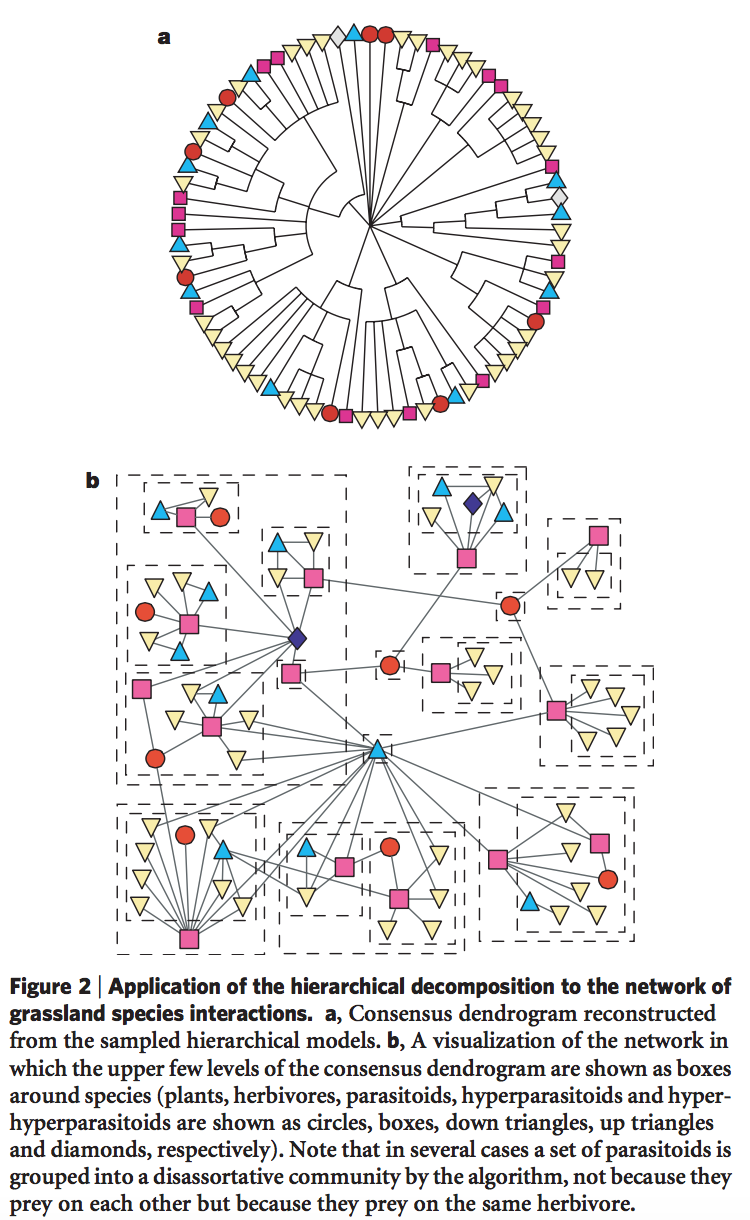 a
b
Figure 2 | Application of the hierarchical decomposition to the network of
grassland species interactions. a, Consensus dendrogram reconstructed
from the sampled hierarchical models. b, A visualization of the network in
which the upper few levels of the consensus dendrogram are shown as boxes
around species (plants, herbivores, parasitoids, hyperparasitoids and hyper-
hyperparasitoids are shown as circles, boxes, down triangles, up triangles
and diamonds, respectively). Note that in several cases a set of parasitoids is
grouped into a disassortative community by the algorithm, not because they
prey on each other but because they prey on the same herbivore.